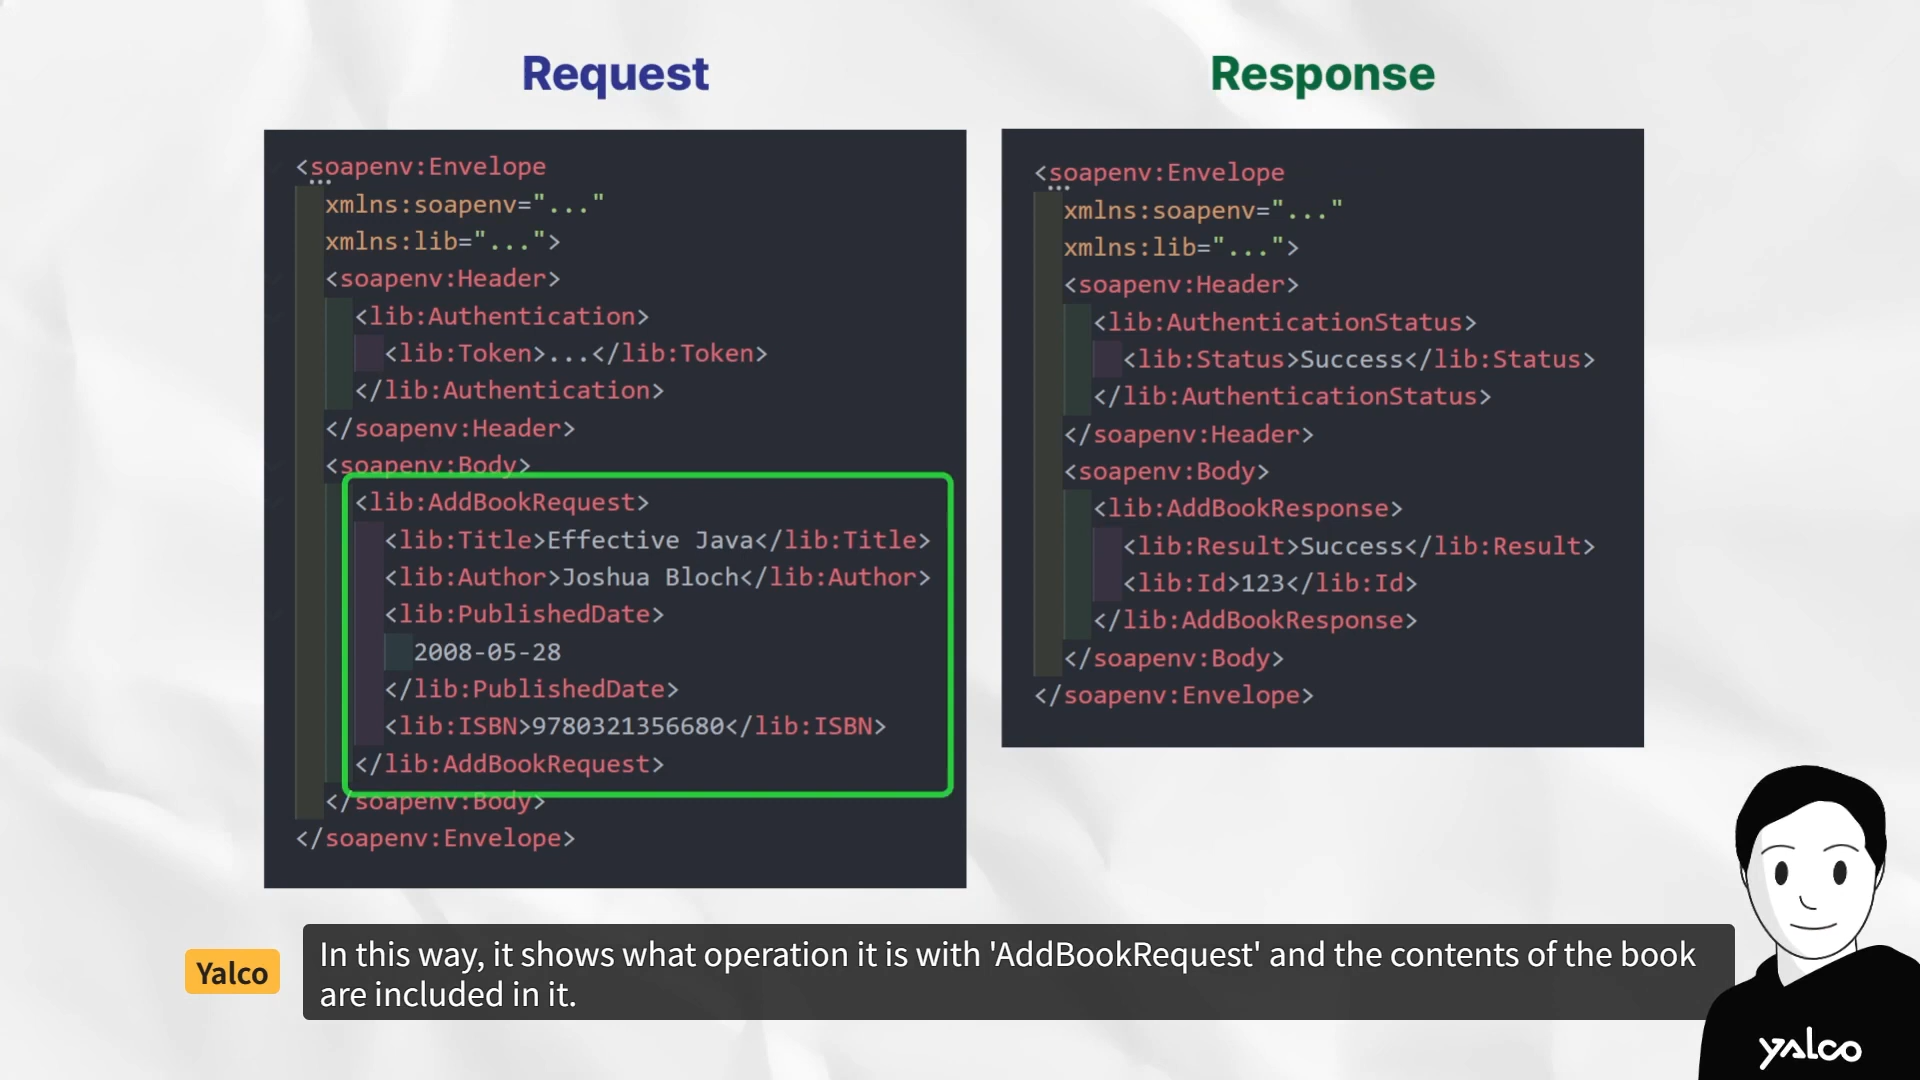 Request
<soapenv:Envelope
xmlns:soapenv="..."
xmlns:lib="...">
<soapenv:Header>
<lib:Authentication>
<lib:Token>...</lib:Token>
</lib:Authentication>
</soapenv:Header>
<soapenv:Body>
<lib:AddBookRequest>
<lib:Title>Effective Java</lib:Title>
<lib:Author>Joshua Bloch</lib:Author>
<lib:PublishedDate>
2008-05-28
</lib:PublishedDate>
<lib:ISBN>9780321356680</lib:ISBN>
</lib:AddBookRequest>
</soapenv:Body>
</soapenv:Envelope>
Response
<soapenv:Envelope
xmlns:soapenv="..."
xmlns:lib="...">
<soapenv:Header>
<lib:AuthenticationStatus>
<lib:Status>Success</lib:Status>
</lib:AuthenticationStatus>
</soapenv:Header>
<soapenv:Body>
<lib:AddBookResponse>
<lib:Result>Success</lib:Result>
<lib:Id>123</lib:Id>
</lib:AddBookResponse>
</soapenv:Body>
</soapenv:Envelope>
Yalco
In this way, it shows what operation it is with 'AddBookRequest' and the contents of the book
are included in it.
yalco